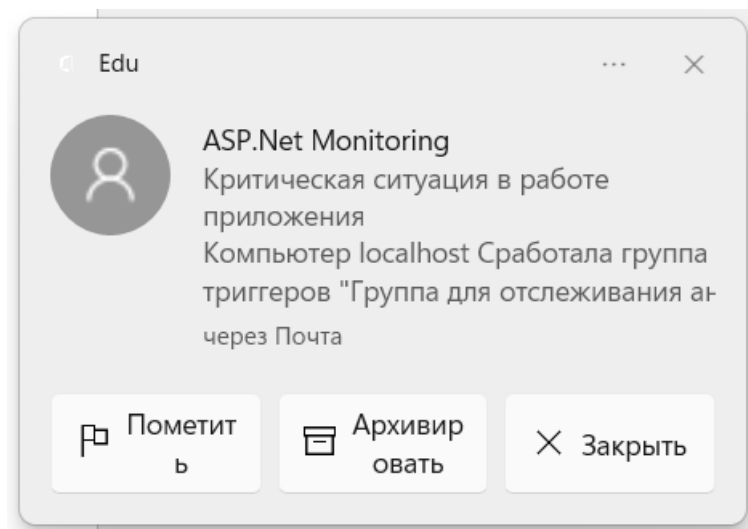 Edu
ASP.Net Monitoring
Критическая ситуация в работе
приложения
Компьютер localhost Сработала группа
триггеров "Группа для отслеживания ан
через Почта
Пометит
ь
Архивир
овать
Закрыть